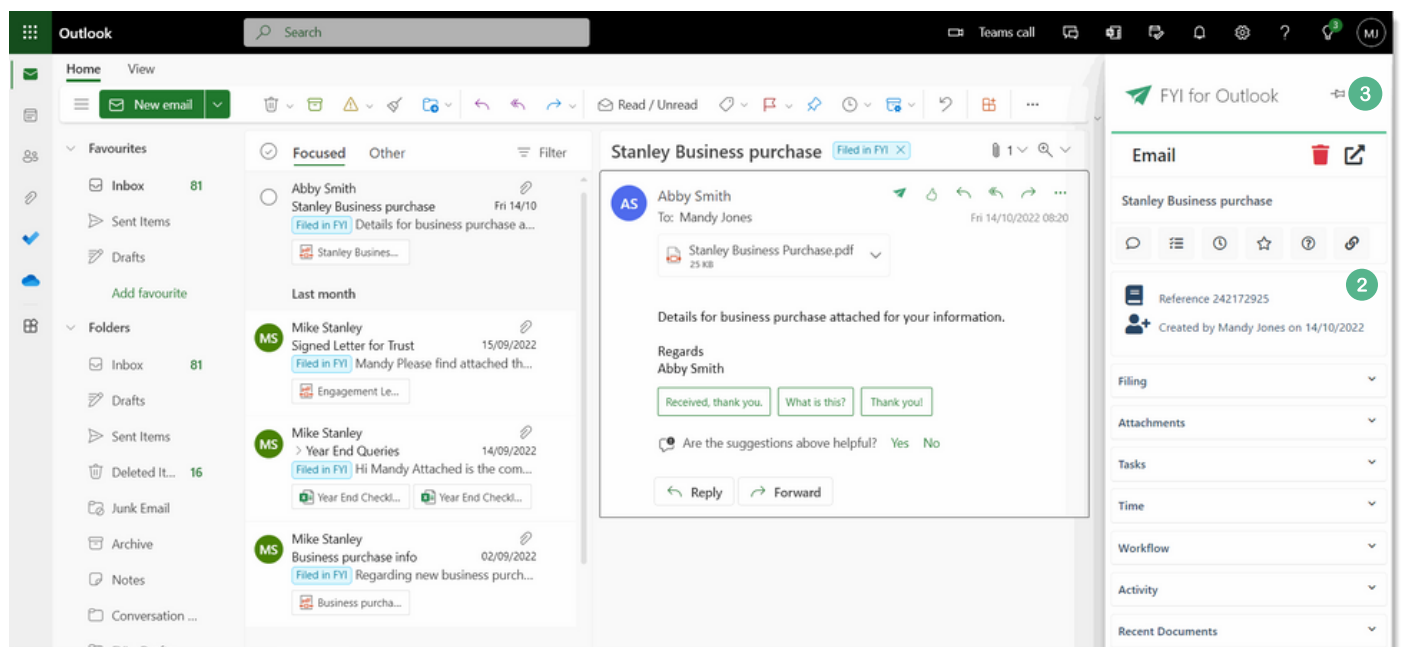 Outlook
Search
Teams call
3
MJ
Home View
New email
Read / Unread
Favourites
Inbox 81
Sent Items
Drafts
Add favourite
Folders
Inbox 81
Drafts
Sent Items
Deleted It... 16
Junk Email
Archive
Notes
Conversation ...
Focused Other Filter
Abby Smith
Stanley Business purchase Fri 14/10
Filed in FYI Details for business purchase a...
Stanley Busines...
Last month
MS
Mike Stanley
Signed Letter for Trust 15/09/2022
Filed in FYI Mandy Please find attached th...
Engagement Le...
MS
Mike Stanley
> Year End Queries 14/09/2022
Filed in FYI Hi Mandy Attached is the com...
Year End Checkl... Year End Checkl...
MS
Mike Stanley
Business purchase info 02/09/2022
Filed in FYI Regarding new business purch...
Business purcha...
Stanley Business purchase Filed in FYI 1
AS
Abby Smith
To: Mandy Jones Fri 14/10/2022 08:20
Stanley Business Purchase.pdf
25 KB
Details for business purchase attached for your information.
Regards
Abby Smith
Received, thank you. What is this? Thank you!
Are the suggestions above helpful? Yes No
Reply Forward
FYI for Outlook 3
Email
Stanley Business purchase
2
Reference 242172925
Created by Mandy Jones on 14/10/2022
Filing
Attachments
Tasks
Time
Workflow
Activity
Recent Documents